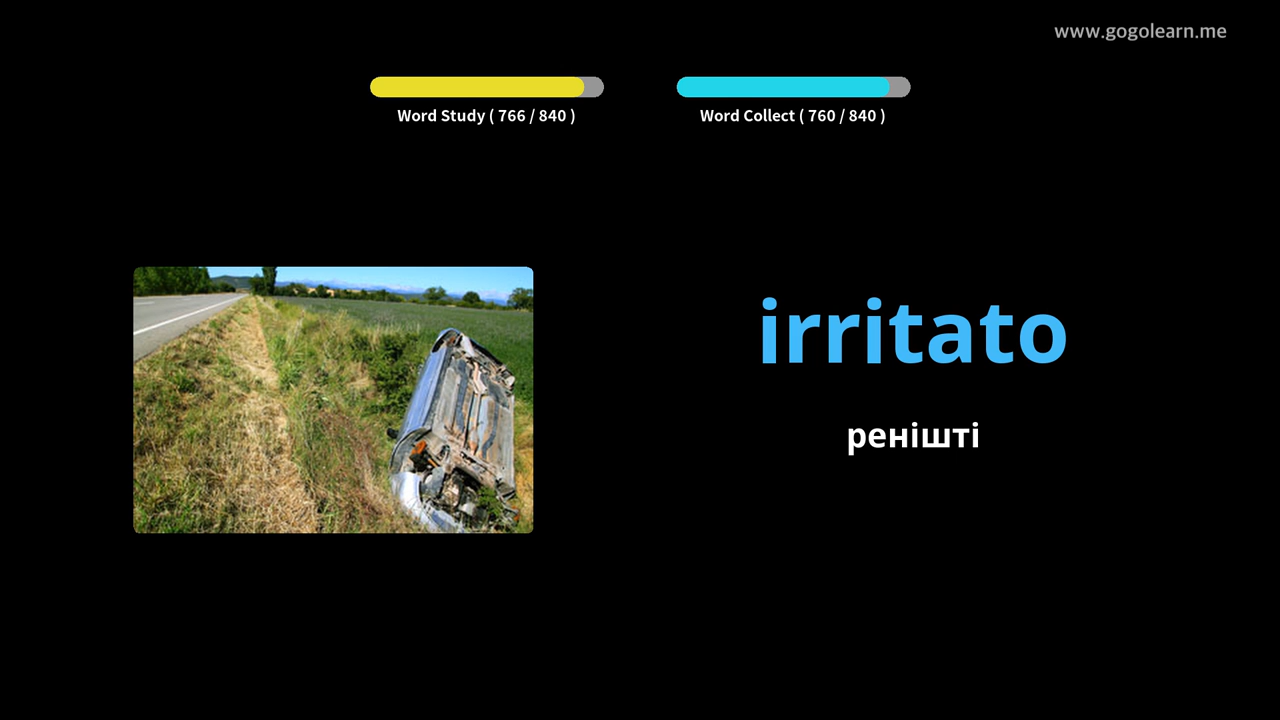 www.gogolearn.me
Word Study ( 766 / 840 )
Word Collect ( 760 / 840 )
irritato
ренішті